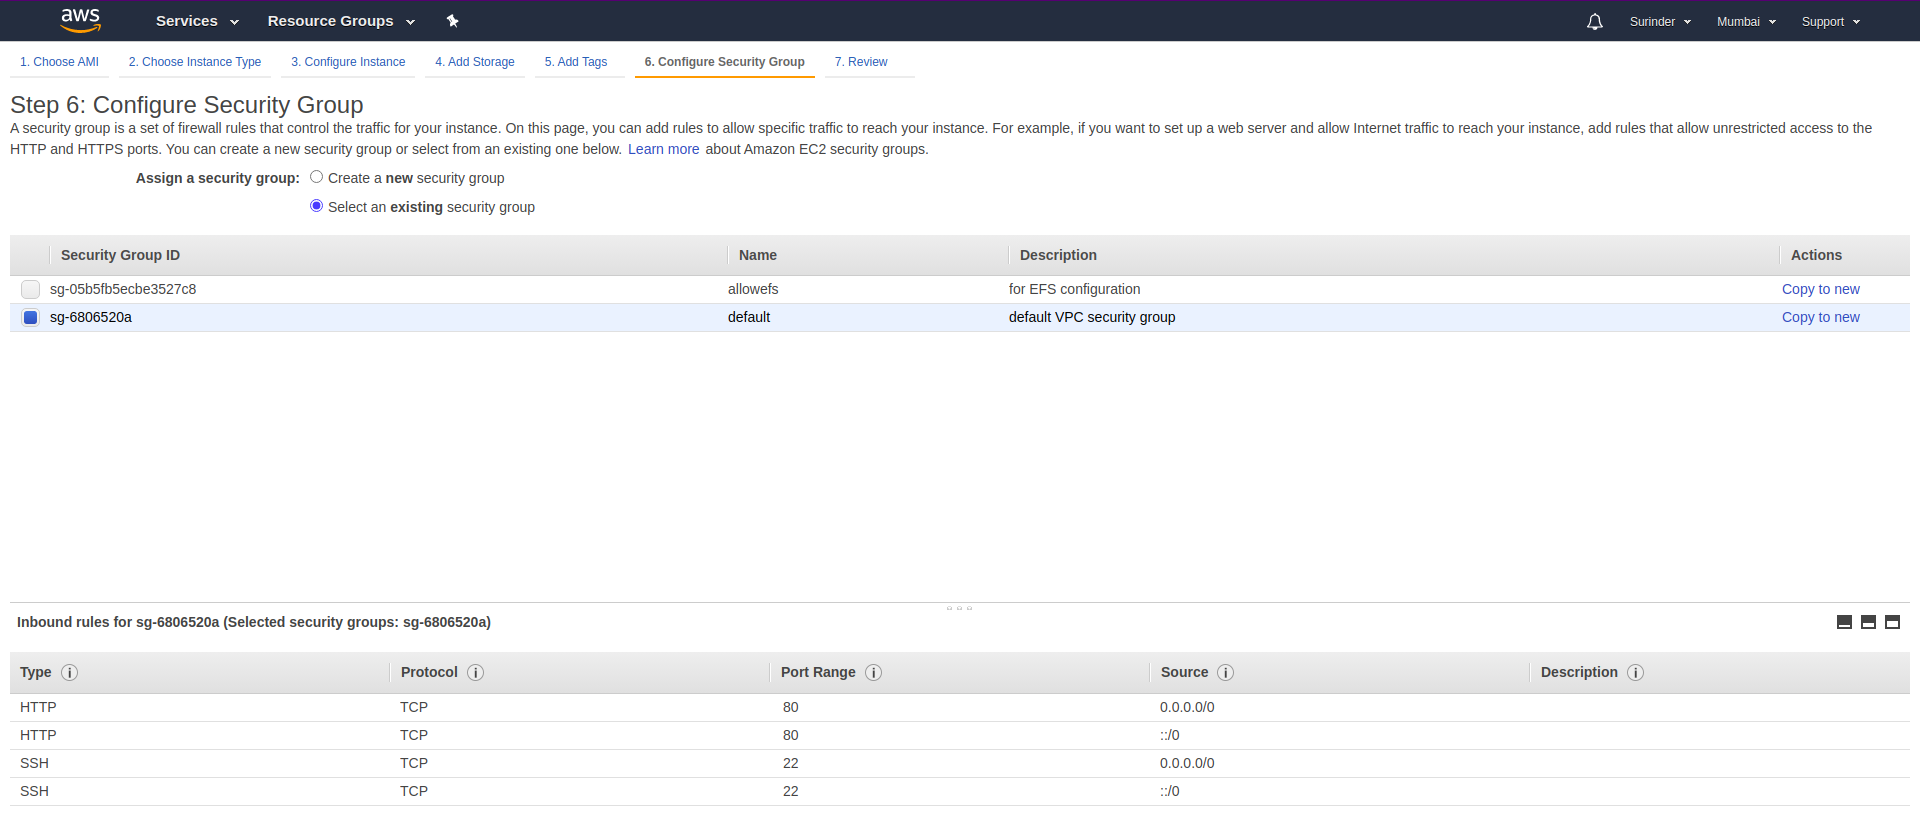 aws Services Resource Groups Surinder Mumbai Support
1. Choose AMI 2. Choose Instance Type 3. Configure Instance 4. Add Storage 5. Add Tags 6. Configure Security Group 7. Review
Step 6: Configure Security Group
A security group is a set of firewall rules that control the traffic for your instance. On this page, you can add rules to allow specific traffic to reach your instance. For example, if you want to set up a web server and allow Internet traffic to reach your instance, add rules that allow unrestricted access to the
HTTP and HTTPS ports. You can create a new security group or select from an existing one below. Learn more about Amazon EC2 security groups.
Assign a security group: Create a new security group
Select an existing security group
Security Group ID Name Description Actions
sg-05b5fb5ecbe3527c8 allowefs for EFS configuration Copy to new
sg-6806520a default default VPC security group Copy to new
Inbound rules for sg-6806520a (Selected security groups: sg-6806520a)
Type i Protocol i Port Range i Source i Description i
HTTP TCP 80 0.0.0.0/0
HTTP TCP 80 ::/0
SSH TCP 22 0.0.0.0/0
SSH TCP 22 ::/0